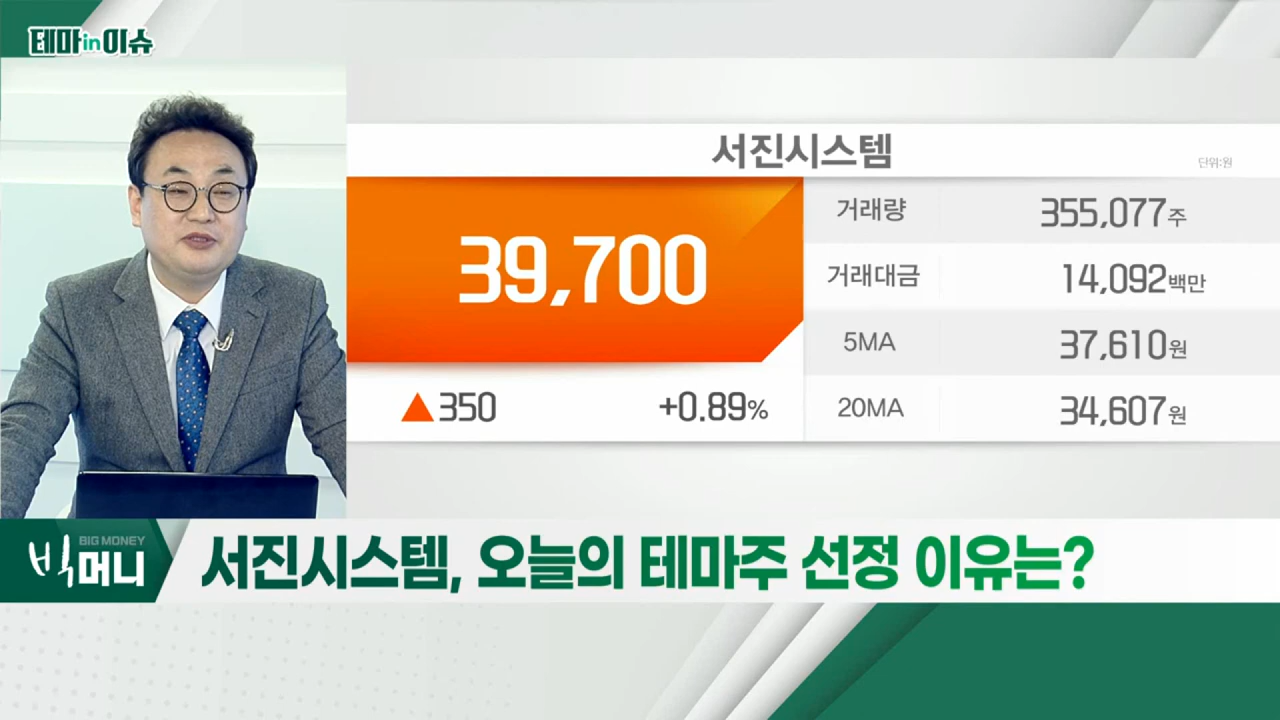 테마in이슈
서진시스템
단위:원
39,700
▲350 +0.89%
거래량 355,077주
거래대금 14,092백만
5MA 37,610원
20MA 34,607원
BIG MONEY
빅머니
서진시스템, 오늘의 테마주 선정 이유는?